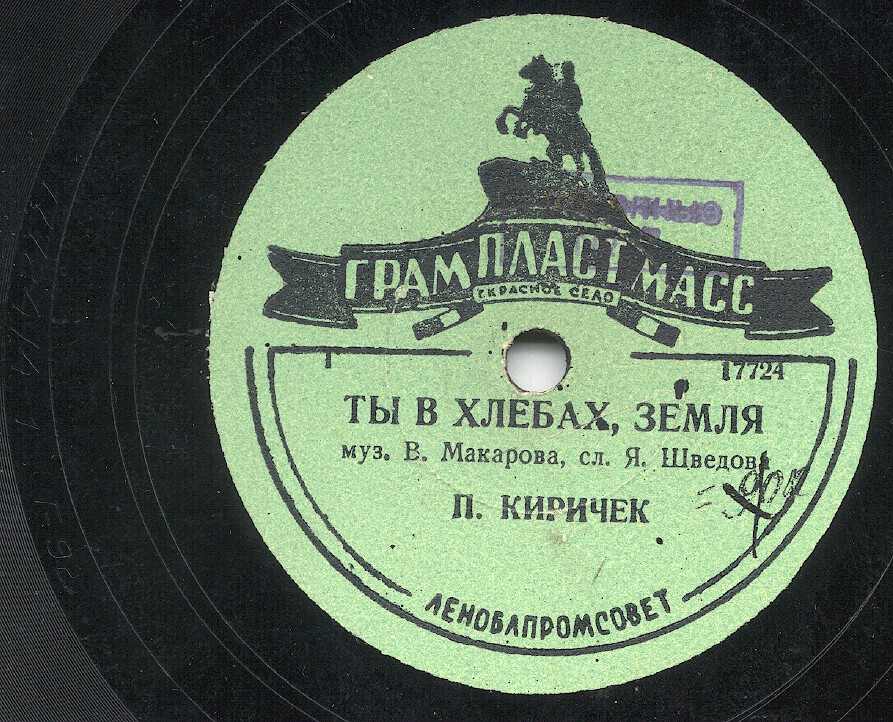 ГРАМПЛАСТМАСС
Г. КРАСНОЕ СЕЛО
I 17724
ТЫ В ХЛЕБАХ, ЗЕМЛЯ
муз. В. Макарова, сл. Я. Шведова
П. КИРИЧЕК
ЛЕНОБЛПРОМСОВЕТ